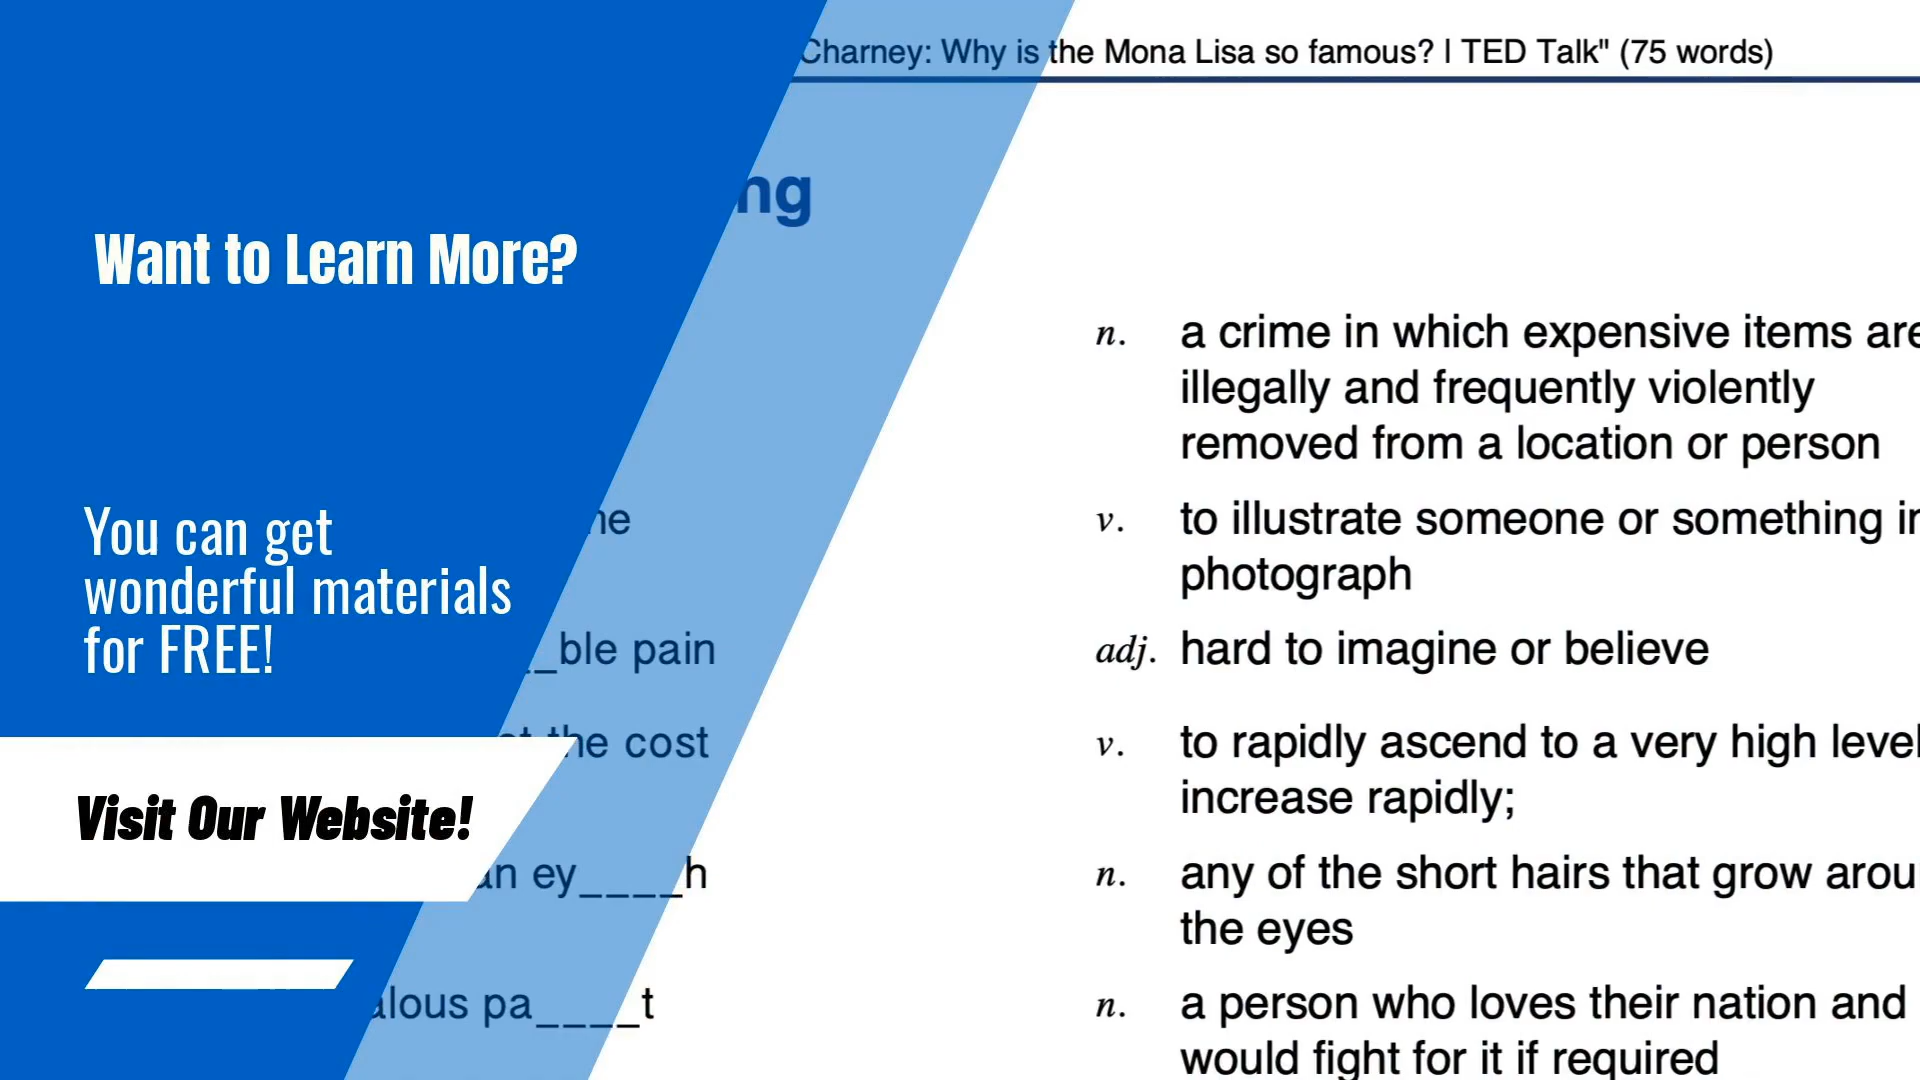 Charney: Why is the Mona Lisa so famous? | TED Talk" (75 words)
ng
Want to Learn More?
You can get
wonderful materials
for FREE!
Visit Our Website!
n. a crime in which expensive items are
illegally and frequently violently
removed from a location or person
v. to illustrate someone or something in
photograph
_ble pain
adj. hard to imagine or believe
the cost
v. to rapidly ascend to a very high level
increase rapidly;
an ey____h
n. any of the short hairs that grow arou
the eyes
alous pa____t
n. a person who loves their nation and
would fight for it if required